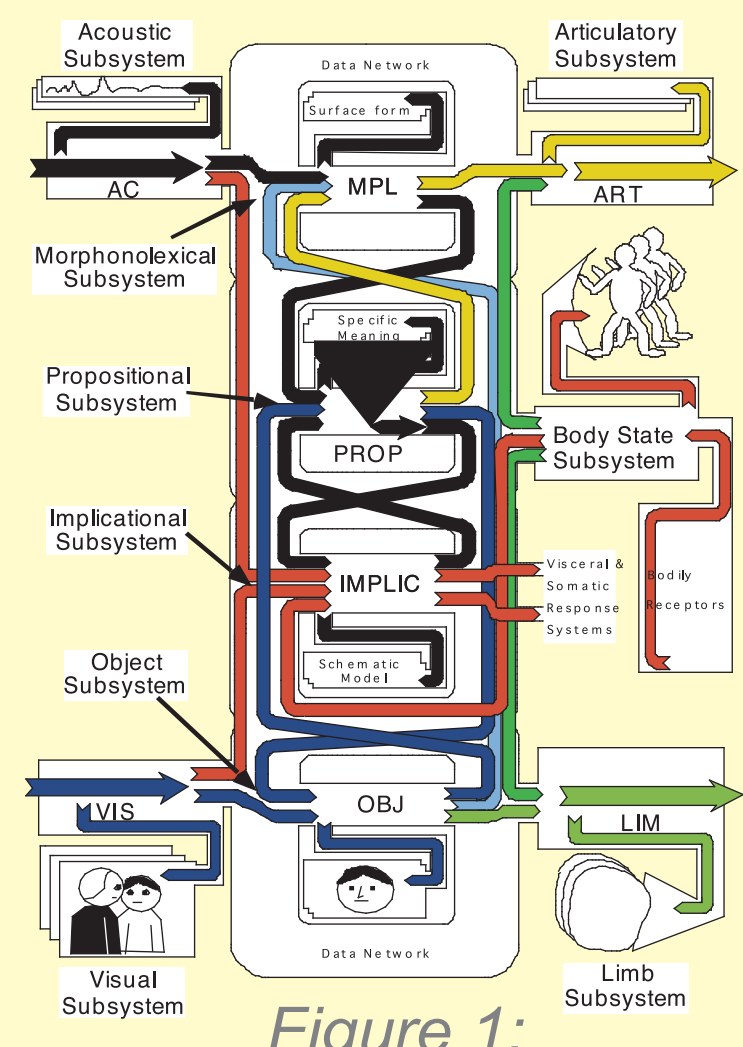 Acoustic
Subsystem
Data Network
Articulatory
Subsystem
Surface form
AC
MPL
ART
Morphonolexical
Subsystem
Specific
Meaning
Propositional
Subsystem
PROP
Body State
Subsystem
Implicational
Subsystem
IMPLIC
Visceral &
Somatic
Response
Systems
Bodily
Receptors
Object
Subsystem
Schematic
Model
VIS
OBJ
LIM
Data Network
Visual
Subsystem
Limb
Subsystem
Figure 1: